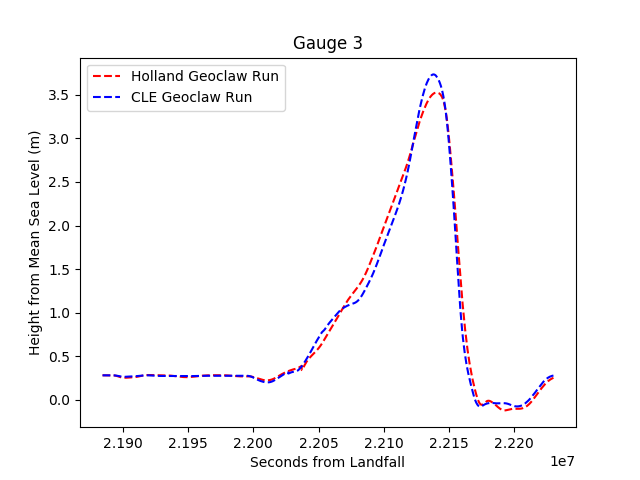 Gauge 3
Holland Geoclaw Run
CLE Geoclaw Run
Height from Mean Sea Level (m)
3.5
3.0
2.5
2.0
1.5
1.0
0.5
0.0
2.190 2.195 2.200 2.205 2.210 2.215 2.220
1e7
Seconds from Landfall